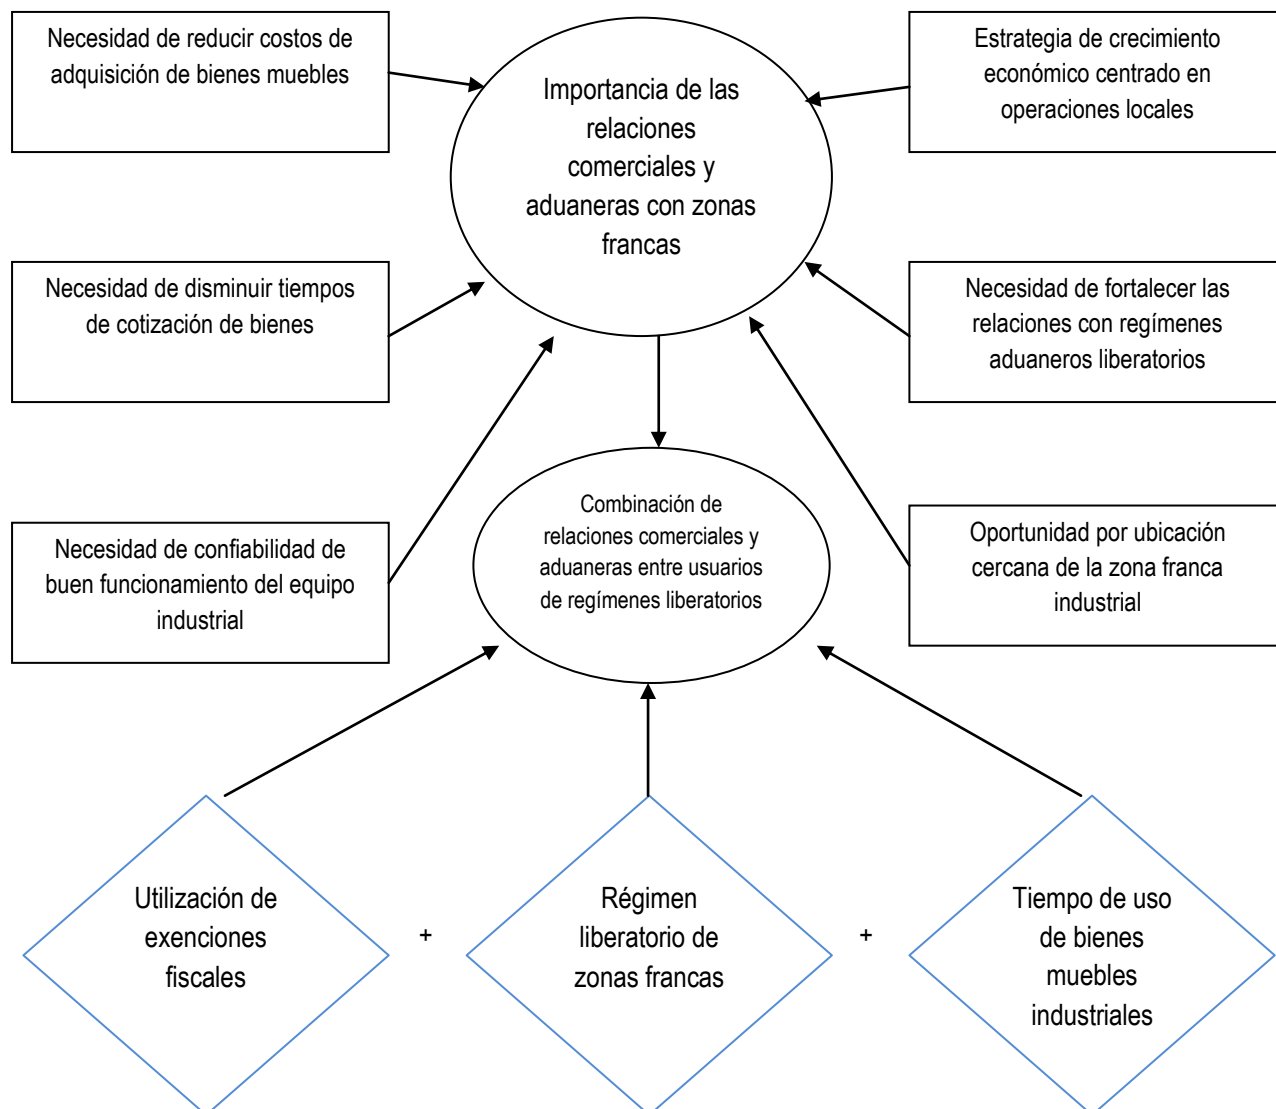 Necesidad de reducir costos de
adquisición de bienes muebles
Importancia de las
relaciones
comerciales y
aduaneras con zonas
francas
Estrategia de crecimiento
económico centrado en
operaciones locales
Necesidad de disminuir tiempos
de cotización de bienes
Necesidad de fortalecer las
relaciones con regímenes
aduaneros liberatorios
Necesidad de confiabilidad de
buen funcionamiento del equipo
industrial
Combinación de
relaciones comerciales y
aduaneras entre usuarios
de regímenes liberatorios
Oportunidad por ubicación
cercana de la zona franca
industrial
Utilización de
exenciones
fiscales
+
Régimen
liberatorio de
zonas francas
+
Tiempo de uso
de bienes
muebles
industriales